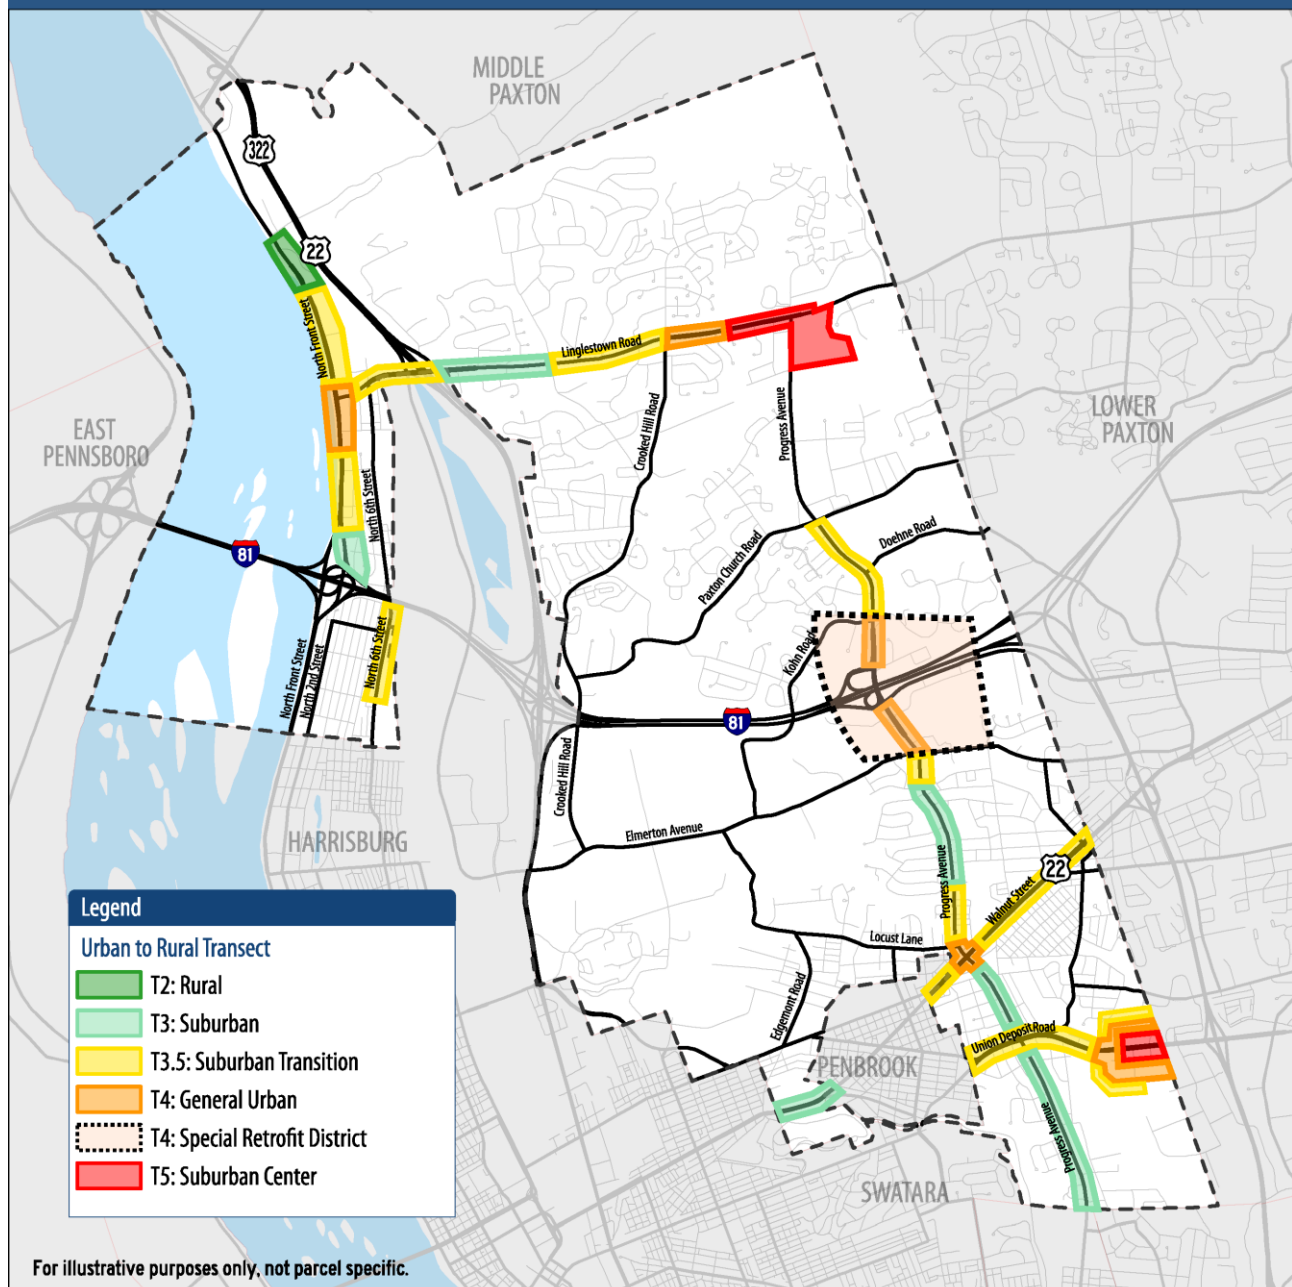 MIDDLE
PAXTON
322
22
North Front Street
Linglestown Road
EAST
PENNSBORO
LOWER
PAXTON
Crooked Hill Road
Progress Avenue
North 6th Street
Doehne Road
81
Paxton Church Road
Kohn Road
North Front Street
North 2nd Street
North 6th Street
81
Crooked Hill Road
HARRISBURG
Elmerton Avenue
Progress Avenue
22
Walnut Street
Locust Lane
Edgemont Road
Union Deposit Road
PENBROOK
Progress Avenue
SWATARA
Legend
Urban to Rural Transect
T2: Rural
T3: Suburban
T3.5: Suburban Transition
T4: General Urban
T4: Special Retrofit District
T5: Suburban Center
For illustrative purposes only, not parcel specific.